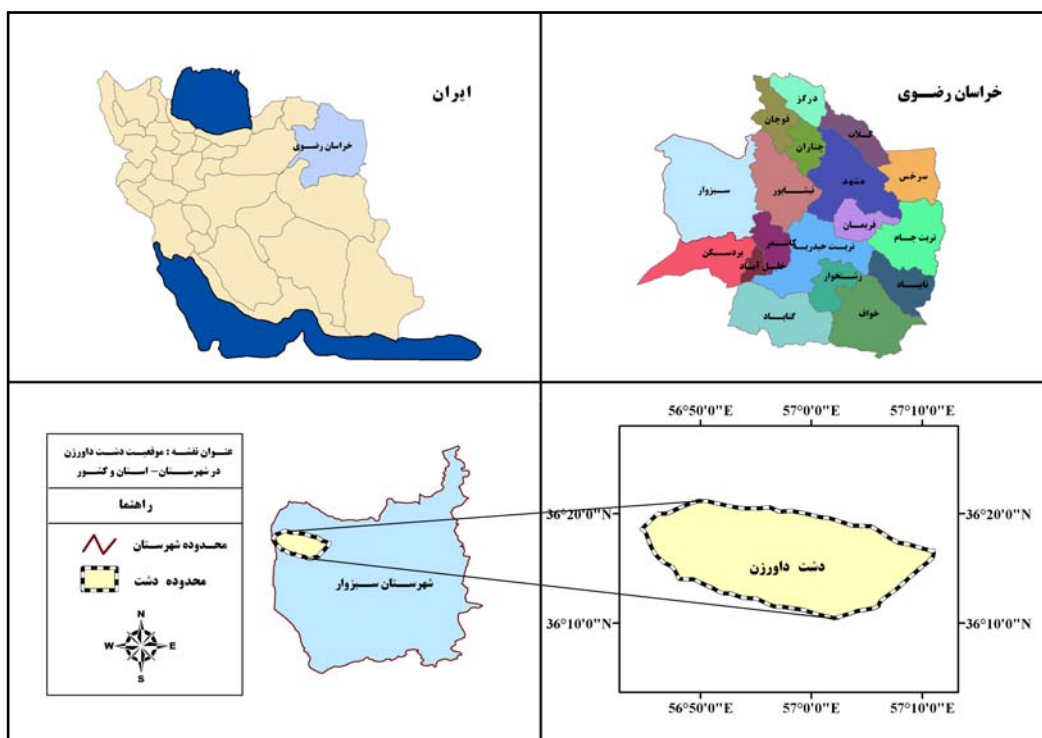 ایران
خراسان رضوی
خراسان رضوی
درگز
قوچان
کلات
چناران
سرخس
مشهد
سبزوار
نیشابور
فریمان
تربت جام
کاشمر
تربت حیدریه
بردسکن
خلیل آباد
رشتخوار
تایباد
خواف
گناباد
عنوان نقشه : موقعیت دشت داورزن
در شهرستان - استان و کشور
راهنما
محدوده شهرستان
محدوده دشت
N
W E
S
شهرستان سبزوار
56°50'0"E 57°0'0"E 57°10'0"E
36°20'0"N 36°20'0"N
دشت داورزن
36°10'0"N 36°10'0"N
56°50'0"E 57°0'0"E 57°10'0"E